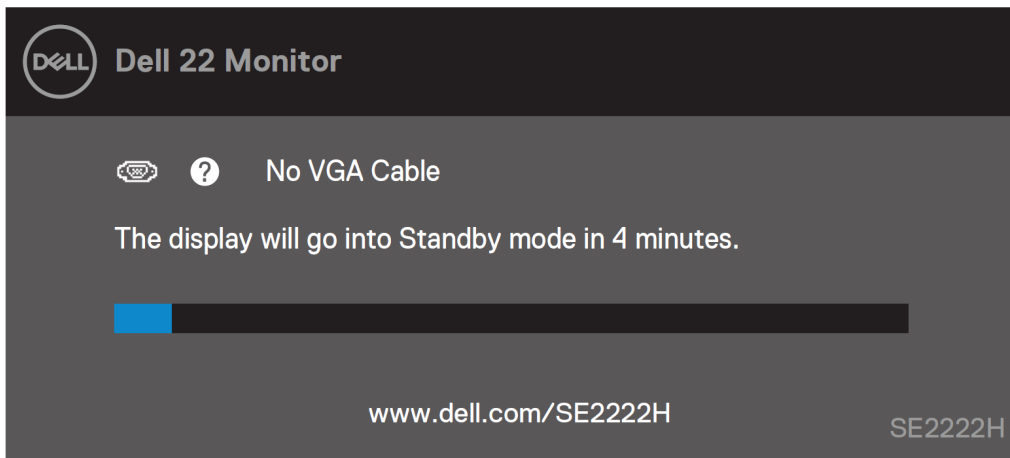 DELL
Dell 22 Monitor
? No VGA Cable
The display will go into Standby mode in 4 minutes.
www.dell.com/SE2222H
SE2222H